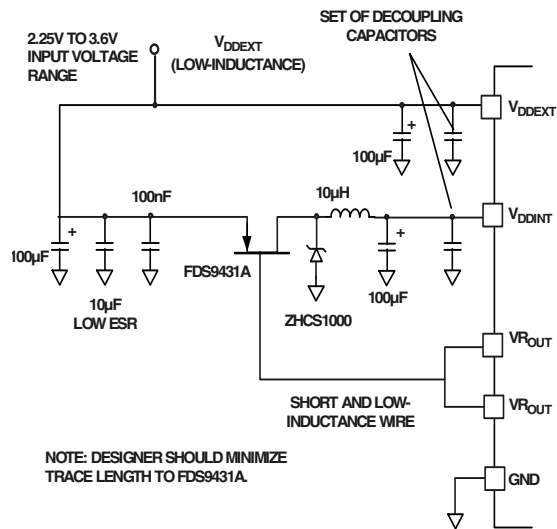 SET OF DECOUPLING
CAPACITORS
2.25V TO 3.6V
INPUT VOLTAGE
RANGE
VDDEXT
(LOW-INDUCTANCE)
VDDEXT
+
100µF
100nF
10µH
VDDINT
+
100µF
+
100µF
FDS9431A
10µF
LOW ESR
ZHCS1000
VROUT
SHORT AND LOW-
INDUCTANCE WIRE
VROUT
NOTE: DESIGNER SHOULD MINIMIZE
TRACE LENGTH TO FDS9431A.
GND